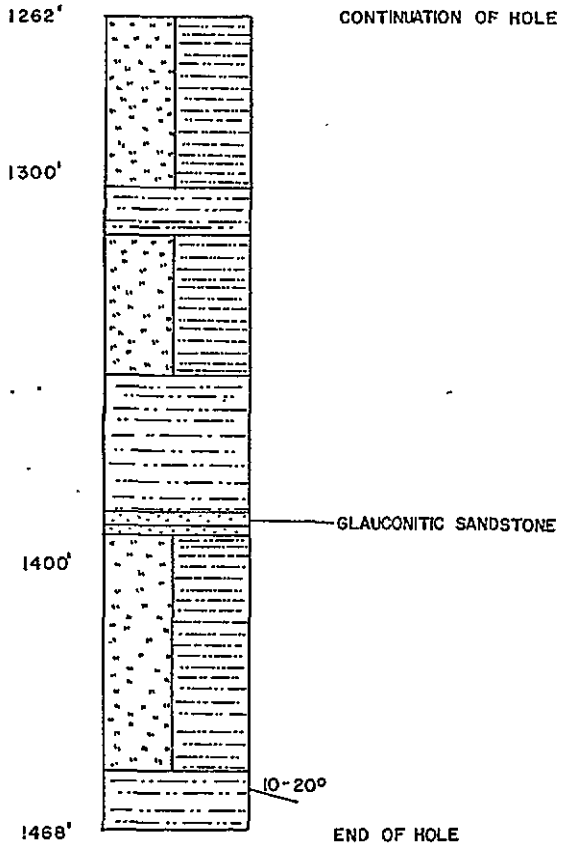 1262' CONTINUATION OF HOLE
1300'
GLAUCONITIC SANDSTONE
1400'
10-20°
1468' END OF HOLE